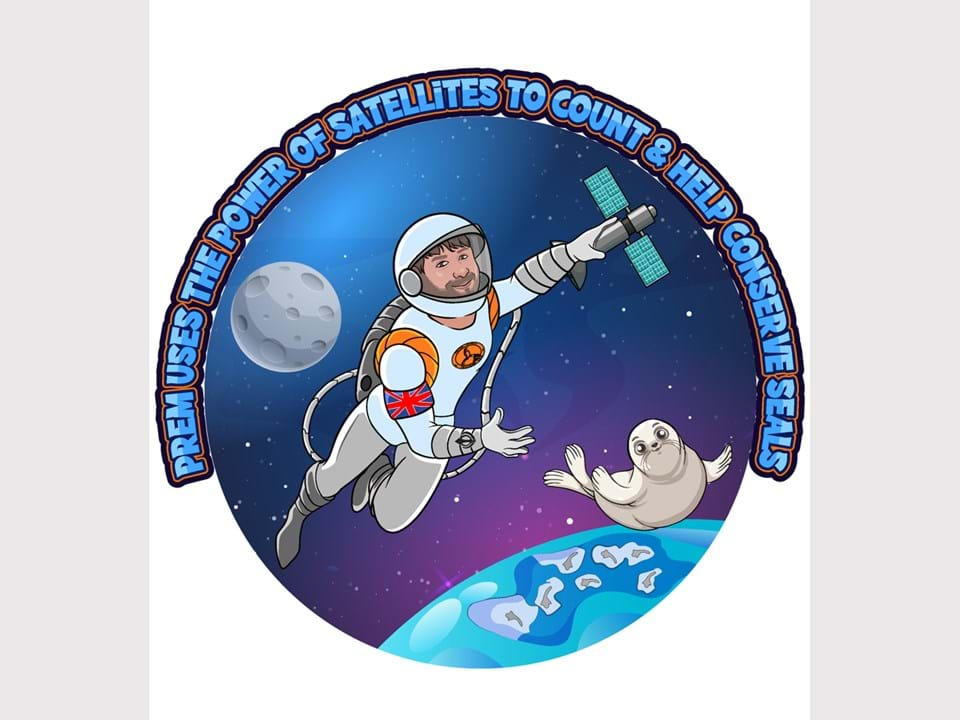 PREM USES THE POWER OF SATELLiTES TO COUNT & HELP CONSERVE SEALS